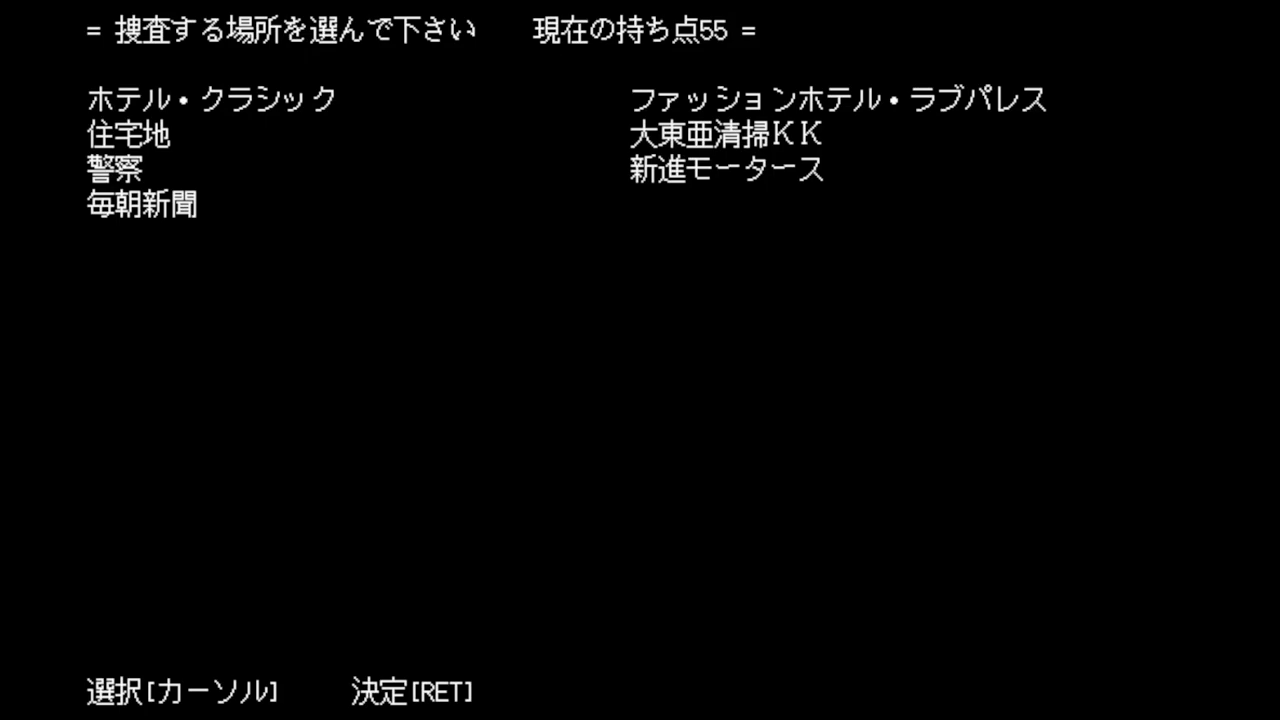 = 捜査する場所を選んで下さい　　現在の持ち点55 =
ホテル・クラシック　　ファッションホテル・ラブパレス
住宅地　　大東亜清掃ＫＫ
警察　　新進モータース
毎朝新聞
選択[カーソル]　　決定[RET]